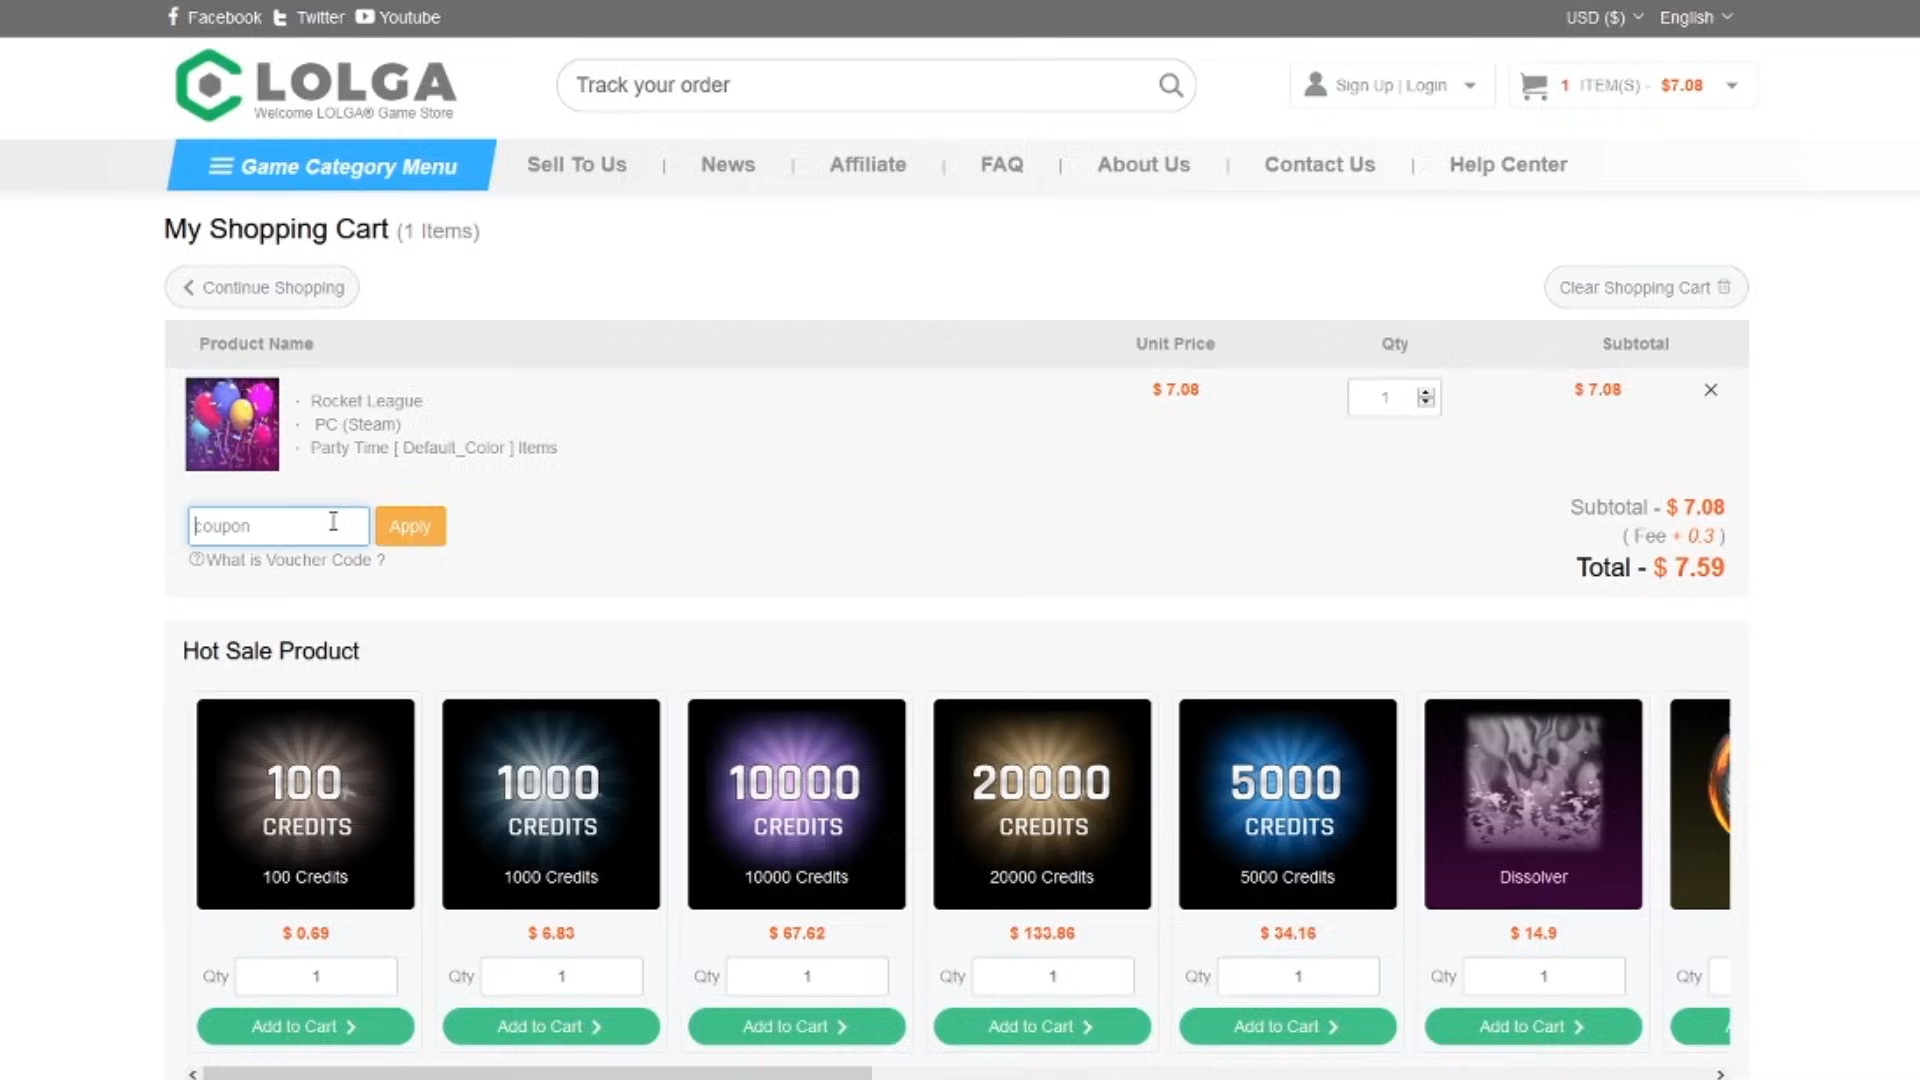 Facebook Twitter Youtube USD ($) English
LOLGA
Welcome LOLGA® Game Store
Track your order
Sign Up | Login
1 ITEM(S) - $7.08
Game Category Menu Sell To Us | News | Affiliate | FAQ | About Us | Contact Us | Help Center
My Shopping Cart (1 Items)
Continue Shopping
Clear Shopping Cart
Product Name Unit Price Qty Subtotal
· Rocket League
· PC (Steam)
· Party Time [ Default_Color ] Items
$ 7.08 1 $ 7.08
coupon Apply
What is Voucher Code ?
Subtotal - $ 7.08
( Fee + 0.3 )
Total - $ 7.59
Hot Sale Product
100 1000 10000 20000 5000
CREDITS CREDITS CREDITS CREDITS CREDITS
100 Credits 1000 Credits 10000 Credits 20000 Credits 5000 Credits Dissolver
$ 0.69 $ 6.83 $ 67.62 $ 133.86 $ 34.16 $ 14.9
Qty 1 Qty 1 Qty 1 Qty 1 Qty 1 Qty 1 Qty
Add to Cart Add to Cart Add to Cart Add to Cart Add to Cart Add to Cart